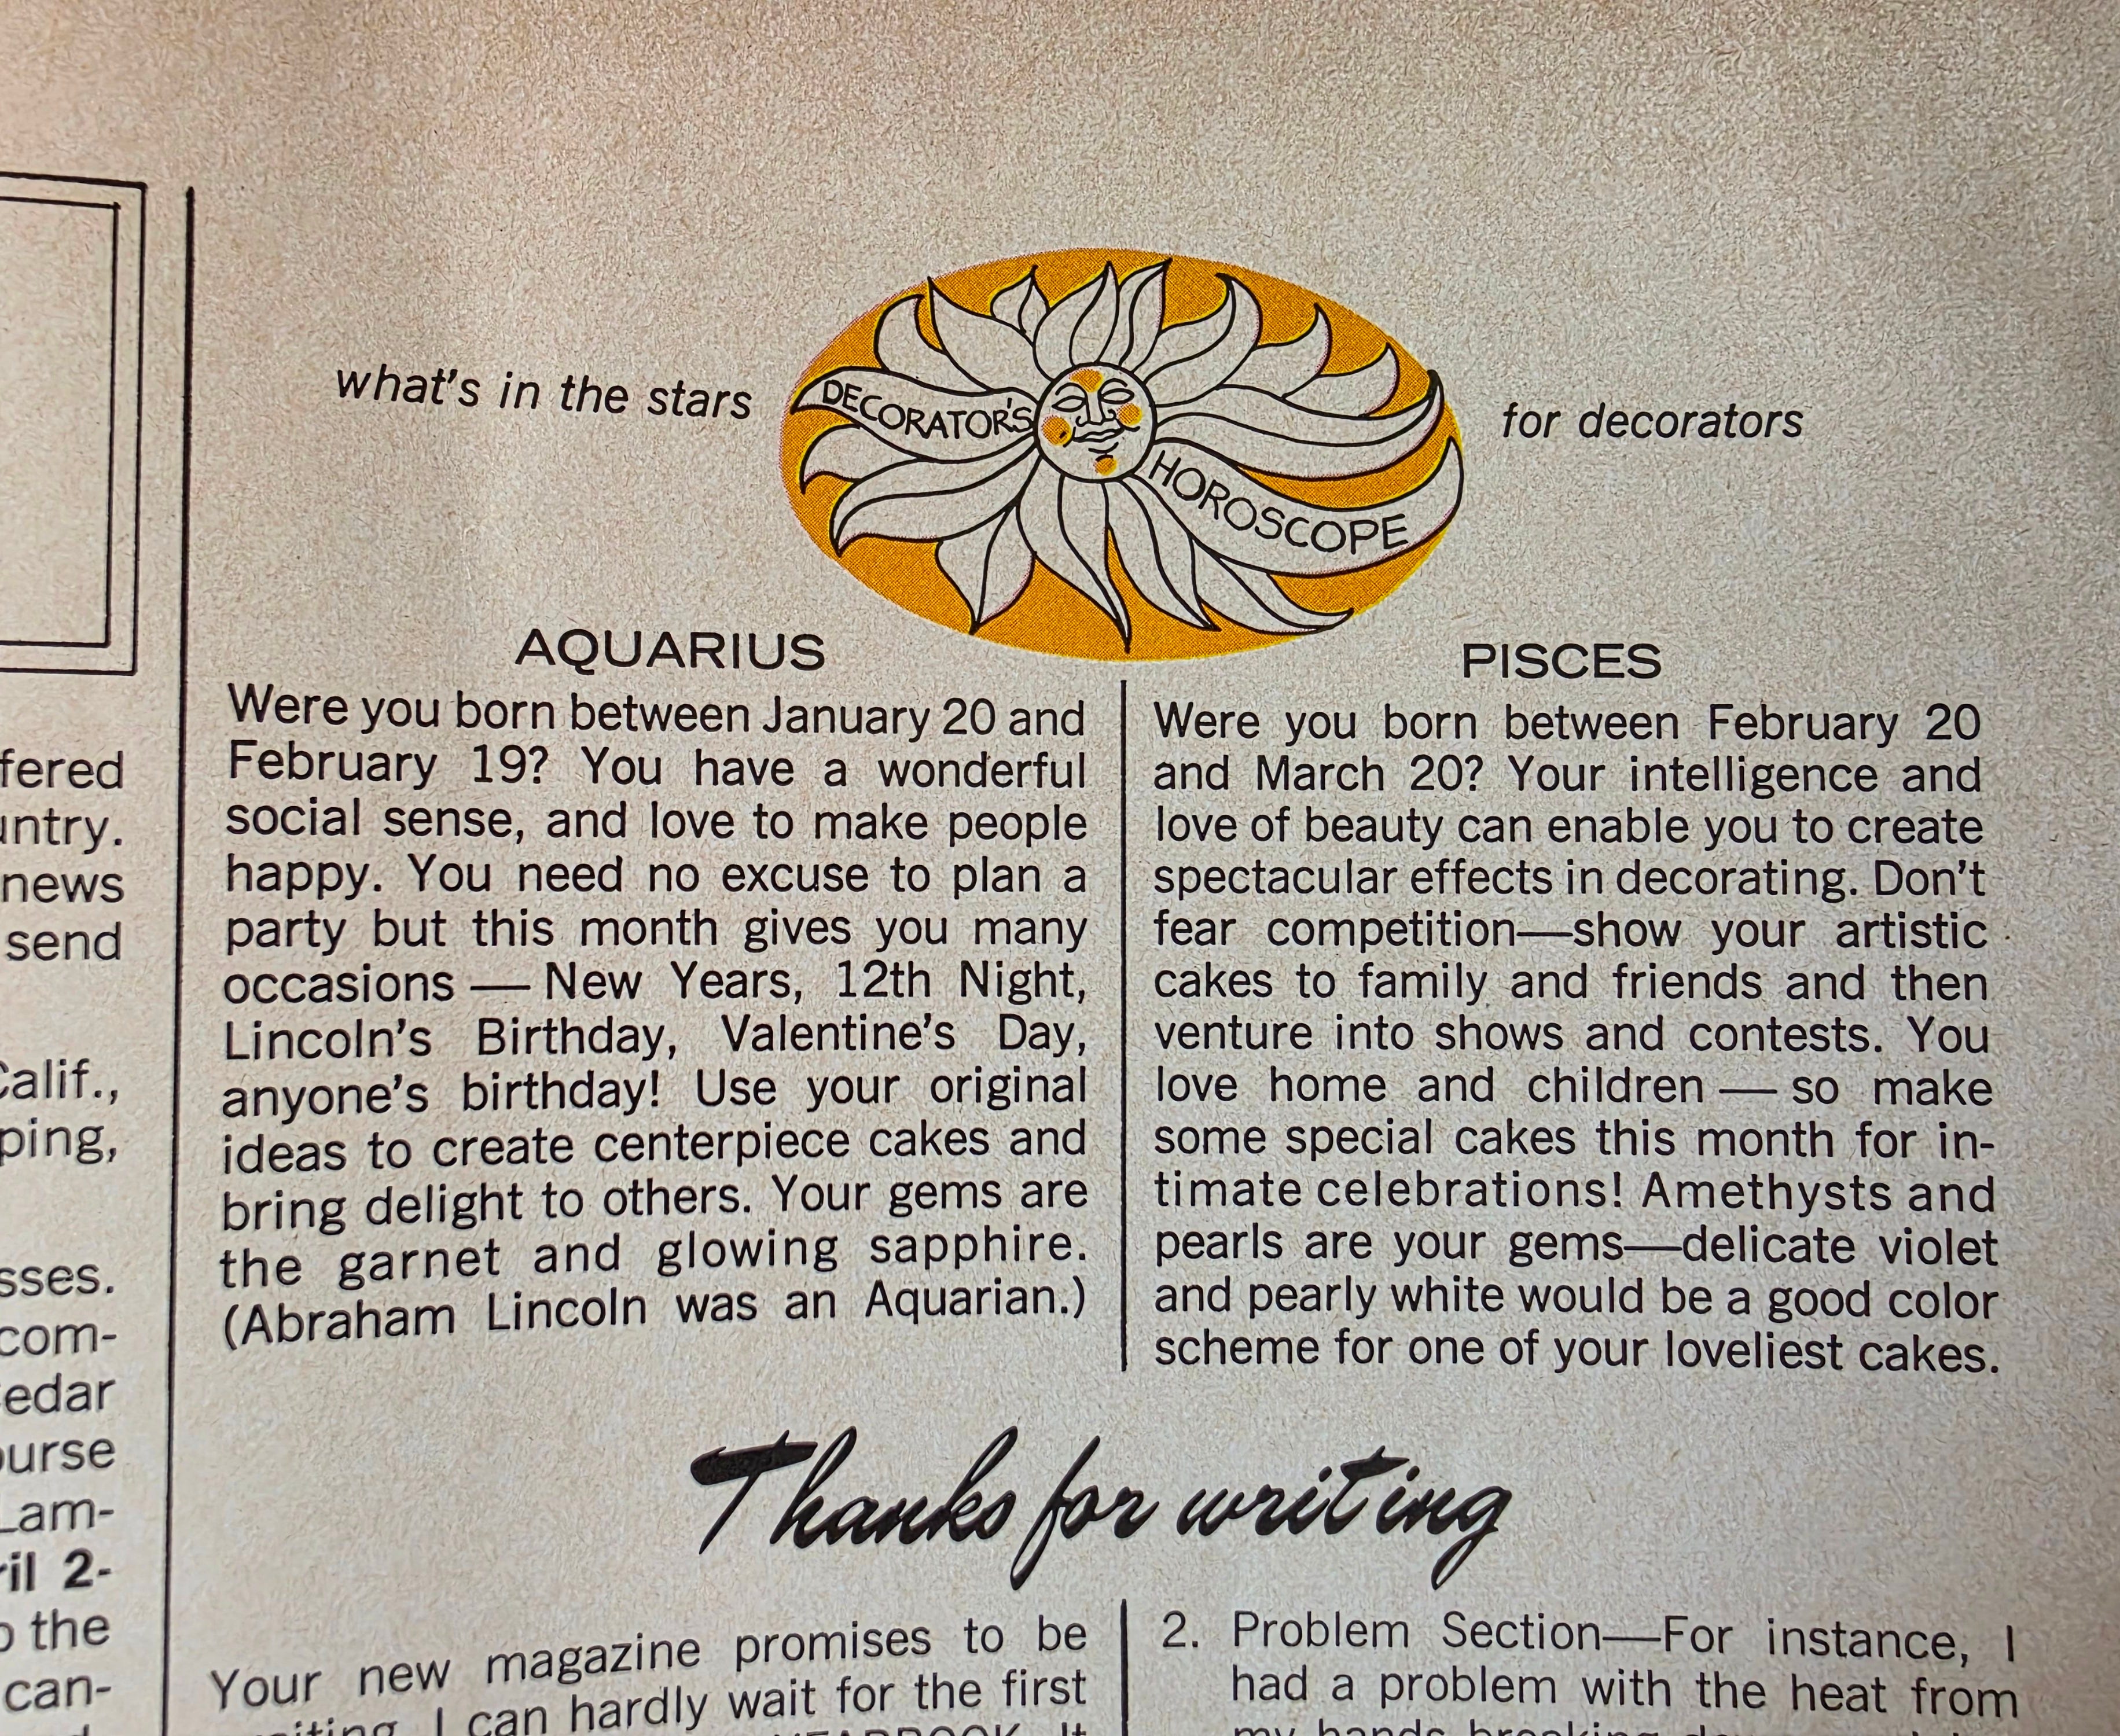 what's in the stars
DECORATOR'S
HOROSCOPE
for decorators
AQUARIUS
Were you born between January 20 and
February 19? You have a wonderful
social sense, and love to make people
happy. You need no excuse to plan a
party but this month gives you many
occasions — New Years, 12th Night,
Lincoln's Birthday, Valentine's Day,
anyone's birthday! Use your original
ideas to create centerpiece cakes and
bring delight to others. Your gems are
the garnet and glowing sapphire.
(Abraham Lincoln was an Aquarian.)
PISCES
Were you born between February 20
and March 20? Your intelligence and
love of beauty can enable you to create
spectacular effects in decorating. Don't
fear competition—show your artistic
cakes to family and friends and then
venture into shows and contests. You
love home and children — so make
some special cakes this month for in-
timate celebrations! Amethysts and
pearls are your gems—delicate violet
and pearly white would be a good color
scheme for one of your loveliest cakes.
Thanks for writing
Your new magazine promises to be
I can hardly wait for the first
2. Problem Section—For instance, I
had a problem with the heat from
fered
untry.
news
send
Calif.,
ping,
sses.
com-
edar
ourse
Lam-
ril 2-
the
can-